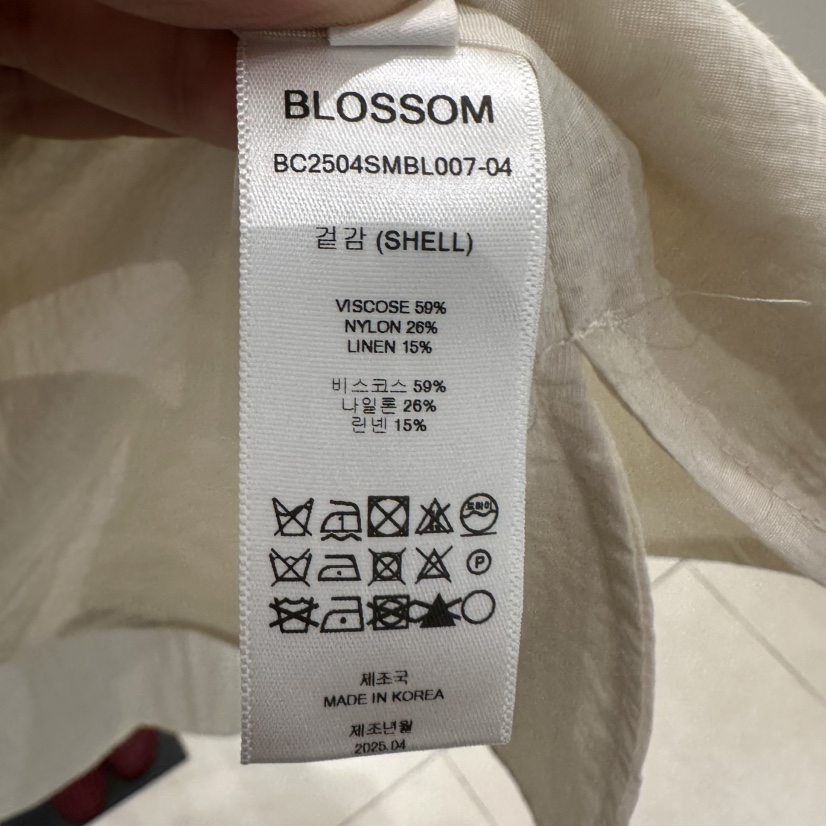 BLOSSOM
BC2504SMBL007-04
겉감 (SHELL)
VISCOSE 59%
NYLON 26%
LINEN 15%
비스코스 59%
나일론 26%
린넨 15%
드라이
P
제조국
MADE IN KOREA
제조년월
2025.04